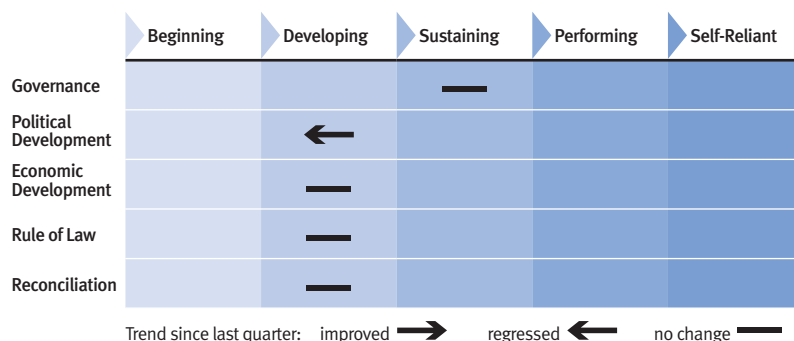 Beginning Developing Sustaining Performing Self-Reliant
Governance
Political
Development
Economic
Development
Rule of Law
Reconciliation
Trend since last quarter: improved regressed no change